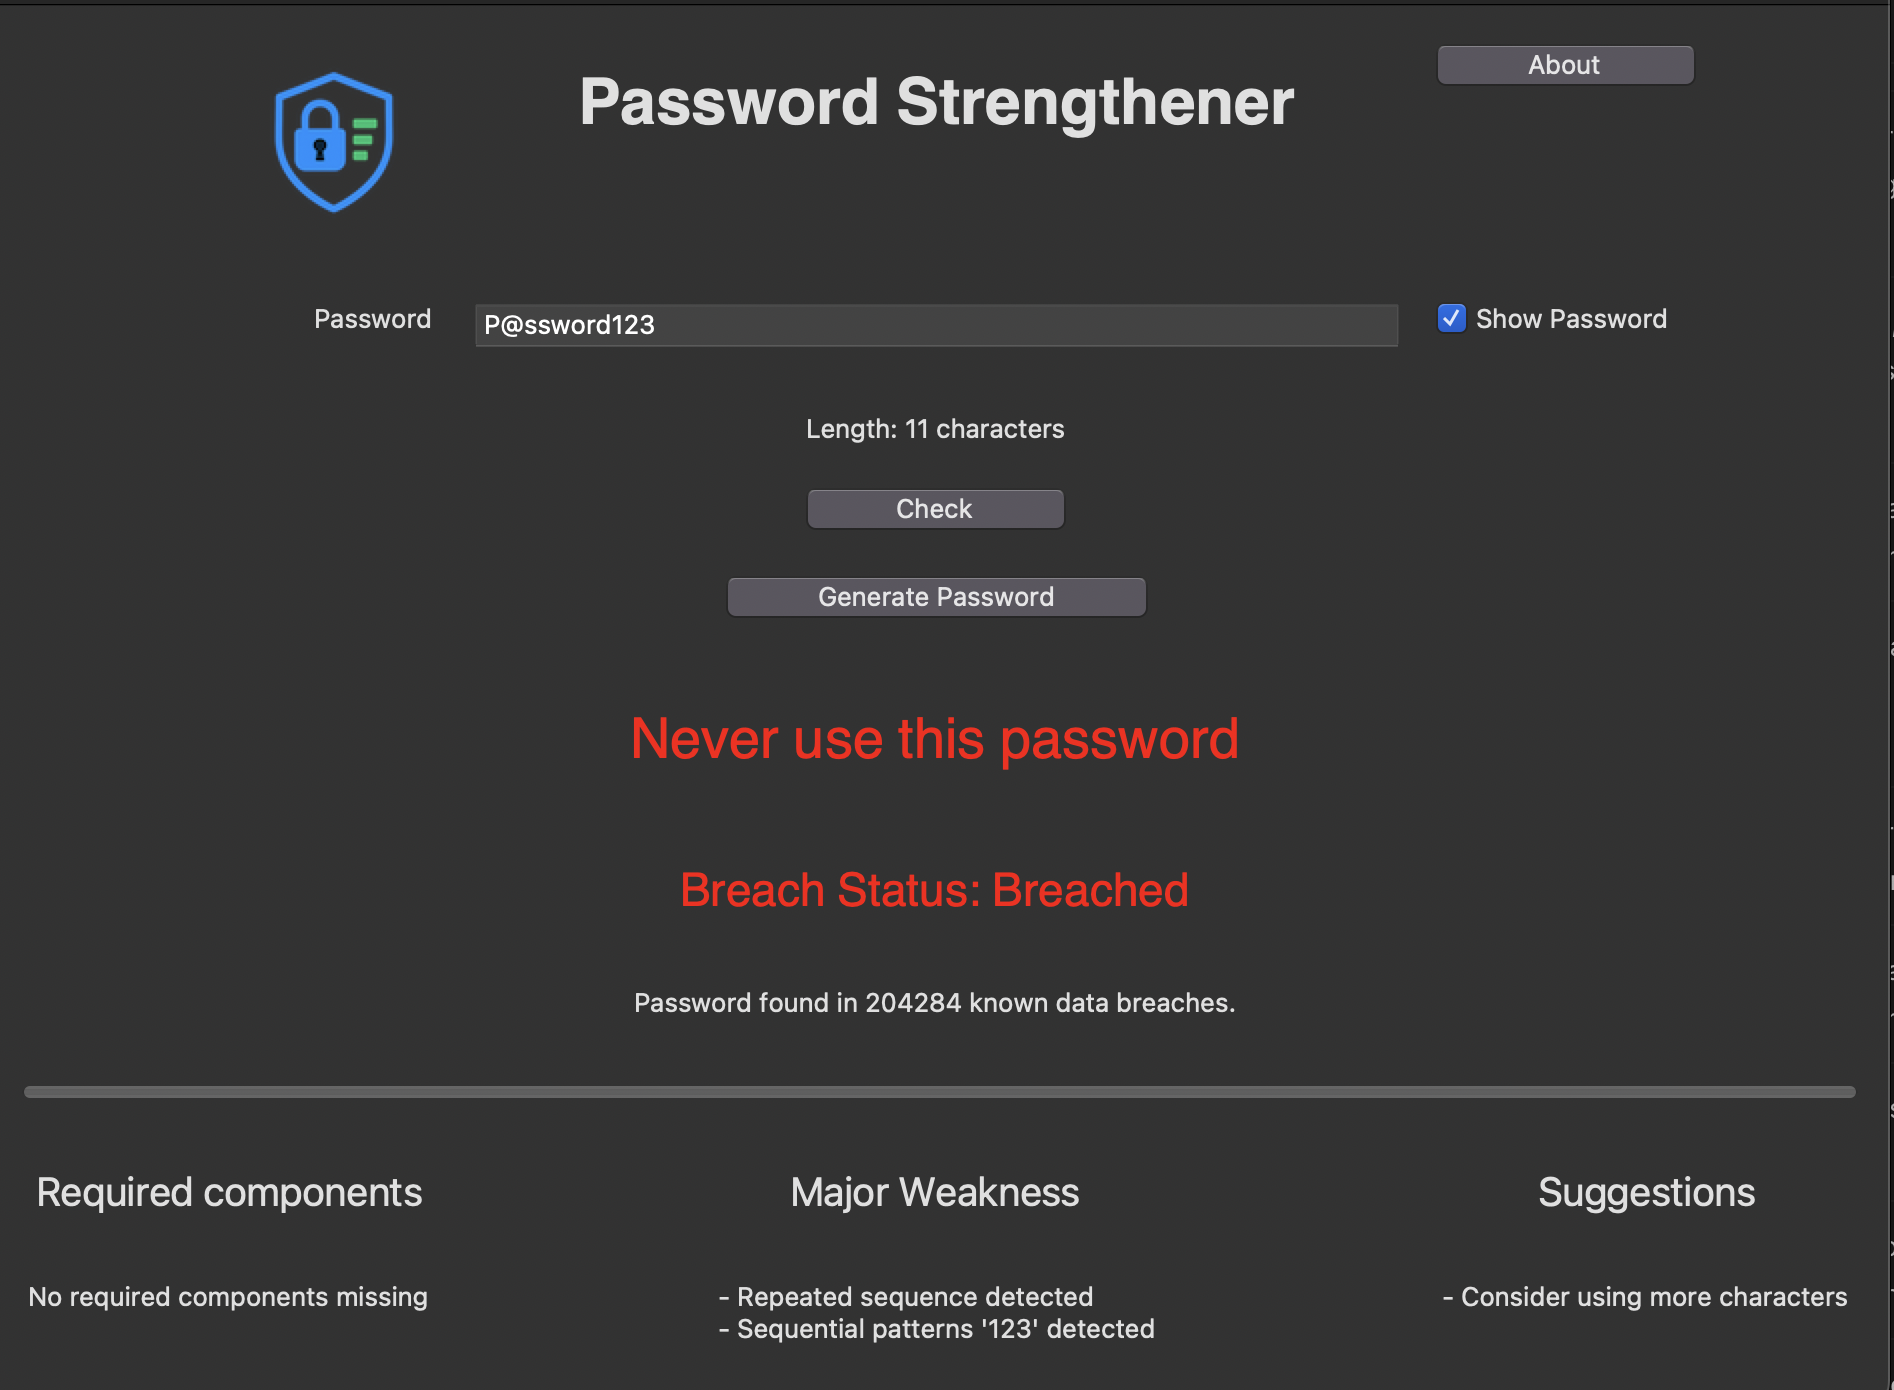 About
Password Strengthener
Password
P@ssword123
Show Password
Length: 11 characters
Check
Generate Password
Never use this password
Breach Status: Breached
Password found in 204284 known data breaches.
Required components
Major Weakness
Suggestions
No required components missing
- Repeated sequence detected
- Sequential patterns '123' detected
- Consider using more characters